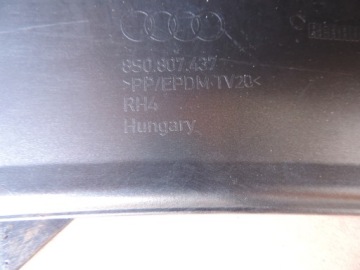 8S0.807.437
>PP/EPDM-TV20<
RH4
Hungary